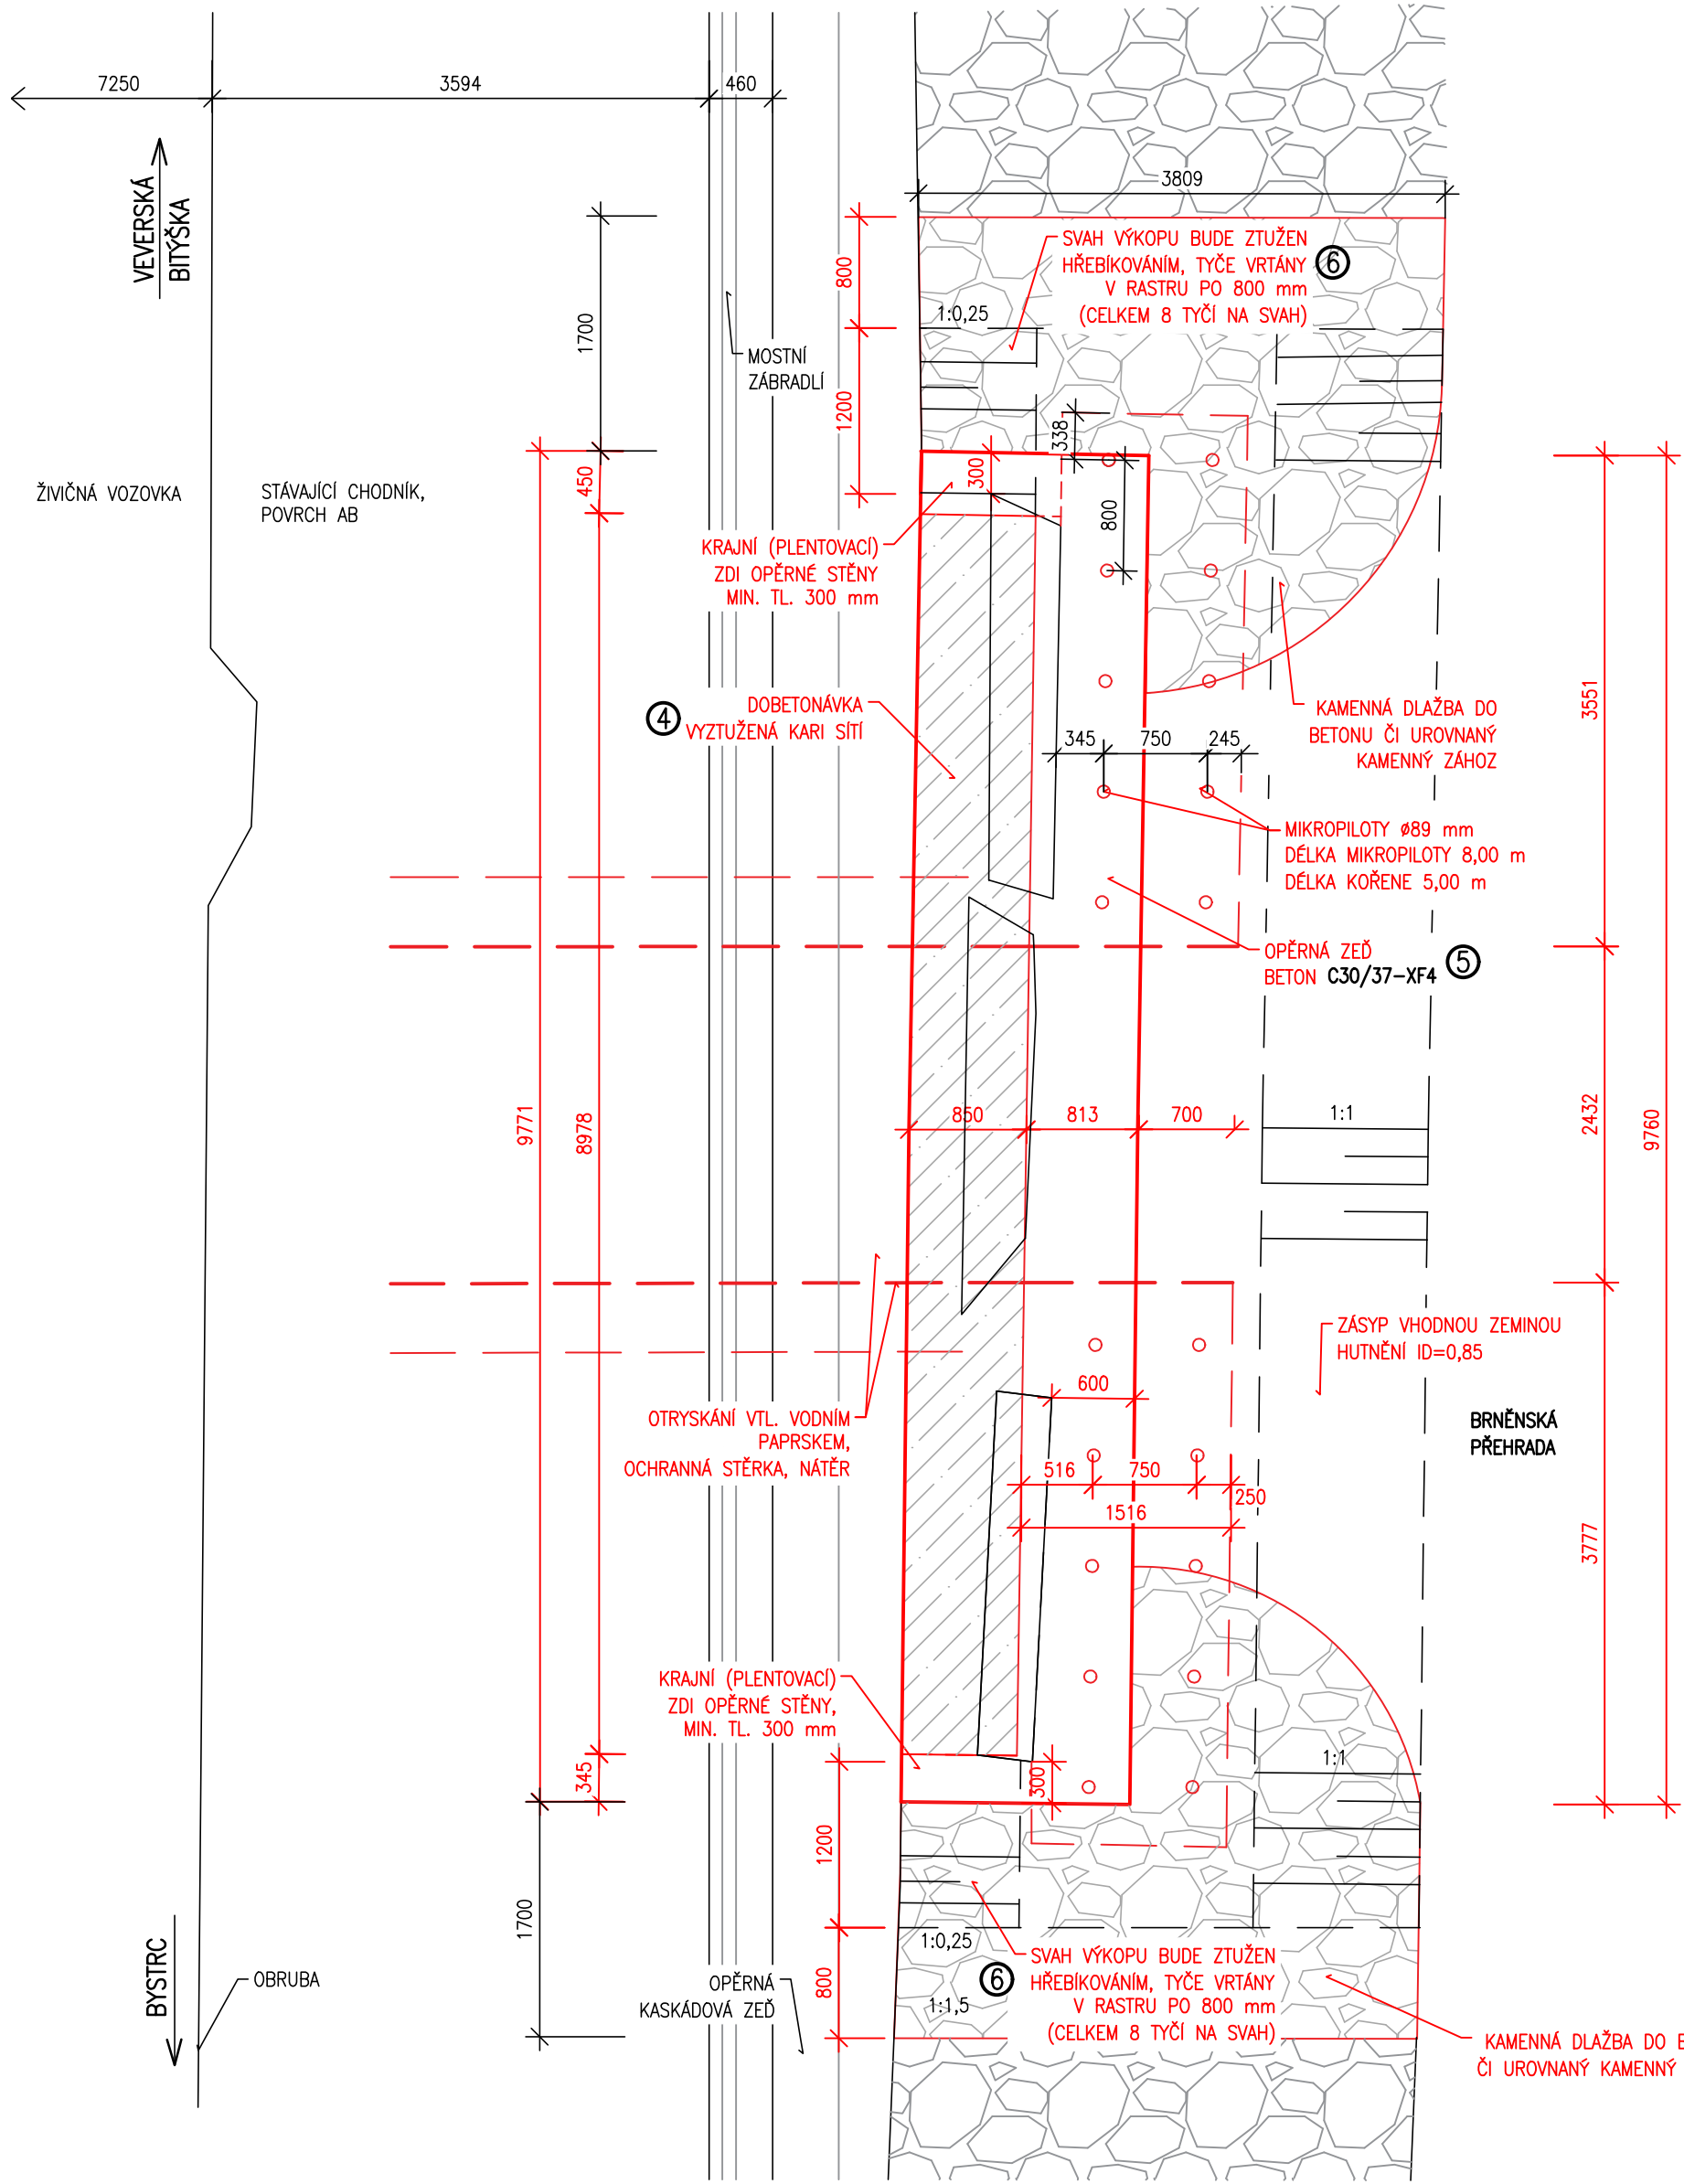 7250
3594
460
VEVERSKÁ
BITÝŠKA
3809
800
1700
SVAH VÝKOPU BUDE ZTUŽEN
HŘEBÍKOVÁNÍM, TYČE VRTÁNY
V RASTRU PO 800 mm
(CELKEM 8 TYČÍ NA SVAH)
6
1:0,25
MOSTNÍ
ZÁBRADLÍ
1200
338
300
450
800
ŽIVIČNÁ VOZOVKA
STÁVAJÍCÍ CHODNÍK,
POVRCH AB
KRAJNÍ (PLENTOVACÍ)
ZDI OPĚRNÉ STĚNY
MIN. TL. 300 mm
4
DOBETONÁVKA
VYZTUŽENÁ KARI SÍTÍ
KAMENNÁ DLAŽBA DO
BETONU ČI UROVNANÝ
KAMENNÝ ZÁHOZ
3551
345
750
245
MIKROPILOTY ø89 mm
DÉLKA MIKROPILOTY 8,00 m
DÉLKA KOŘENE 5,00 m
OPĚRNÁ ZEĎ
BETON C30/37-XF4
5
9771
8978
850
813
700
1:1
2432
9760
ZÁSYP VHODNOU ZEMINOU
HUTNĚNÍ ID=0,85
600
OTRYSKÁNÍ VTL. VODNÍM
PAPRSKEM,
OCHRANNÁ STĚRKA, NÁTĚR
BRNĚNSKÁ
PŘEHRADA
516
750
250
1516
3777
KRAJNÍ (PLENTOVACÍ)
ZDI OPĚRNÉ STĚNY,
MIN. TL. 300 mm
345
300
1:1
1200
1700
1:0,25
BYSTRC
OBRUBA
OPĚRNÁ
KASKÁDOVÁ ZEĎ
800
6
1:1,5
SVAH VÝKOPU BUDE ZTUŽEN
HŘEBÍKOVÁNÍM, TYČE VRTÁNY
V RASTRU PO 800 mm
(CELKEM 8 TYČÍ NA SVAH)
KAMENNÁ DLAŽBA DO
ČI UROVNANÝ KAMENNÝ